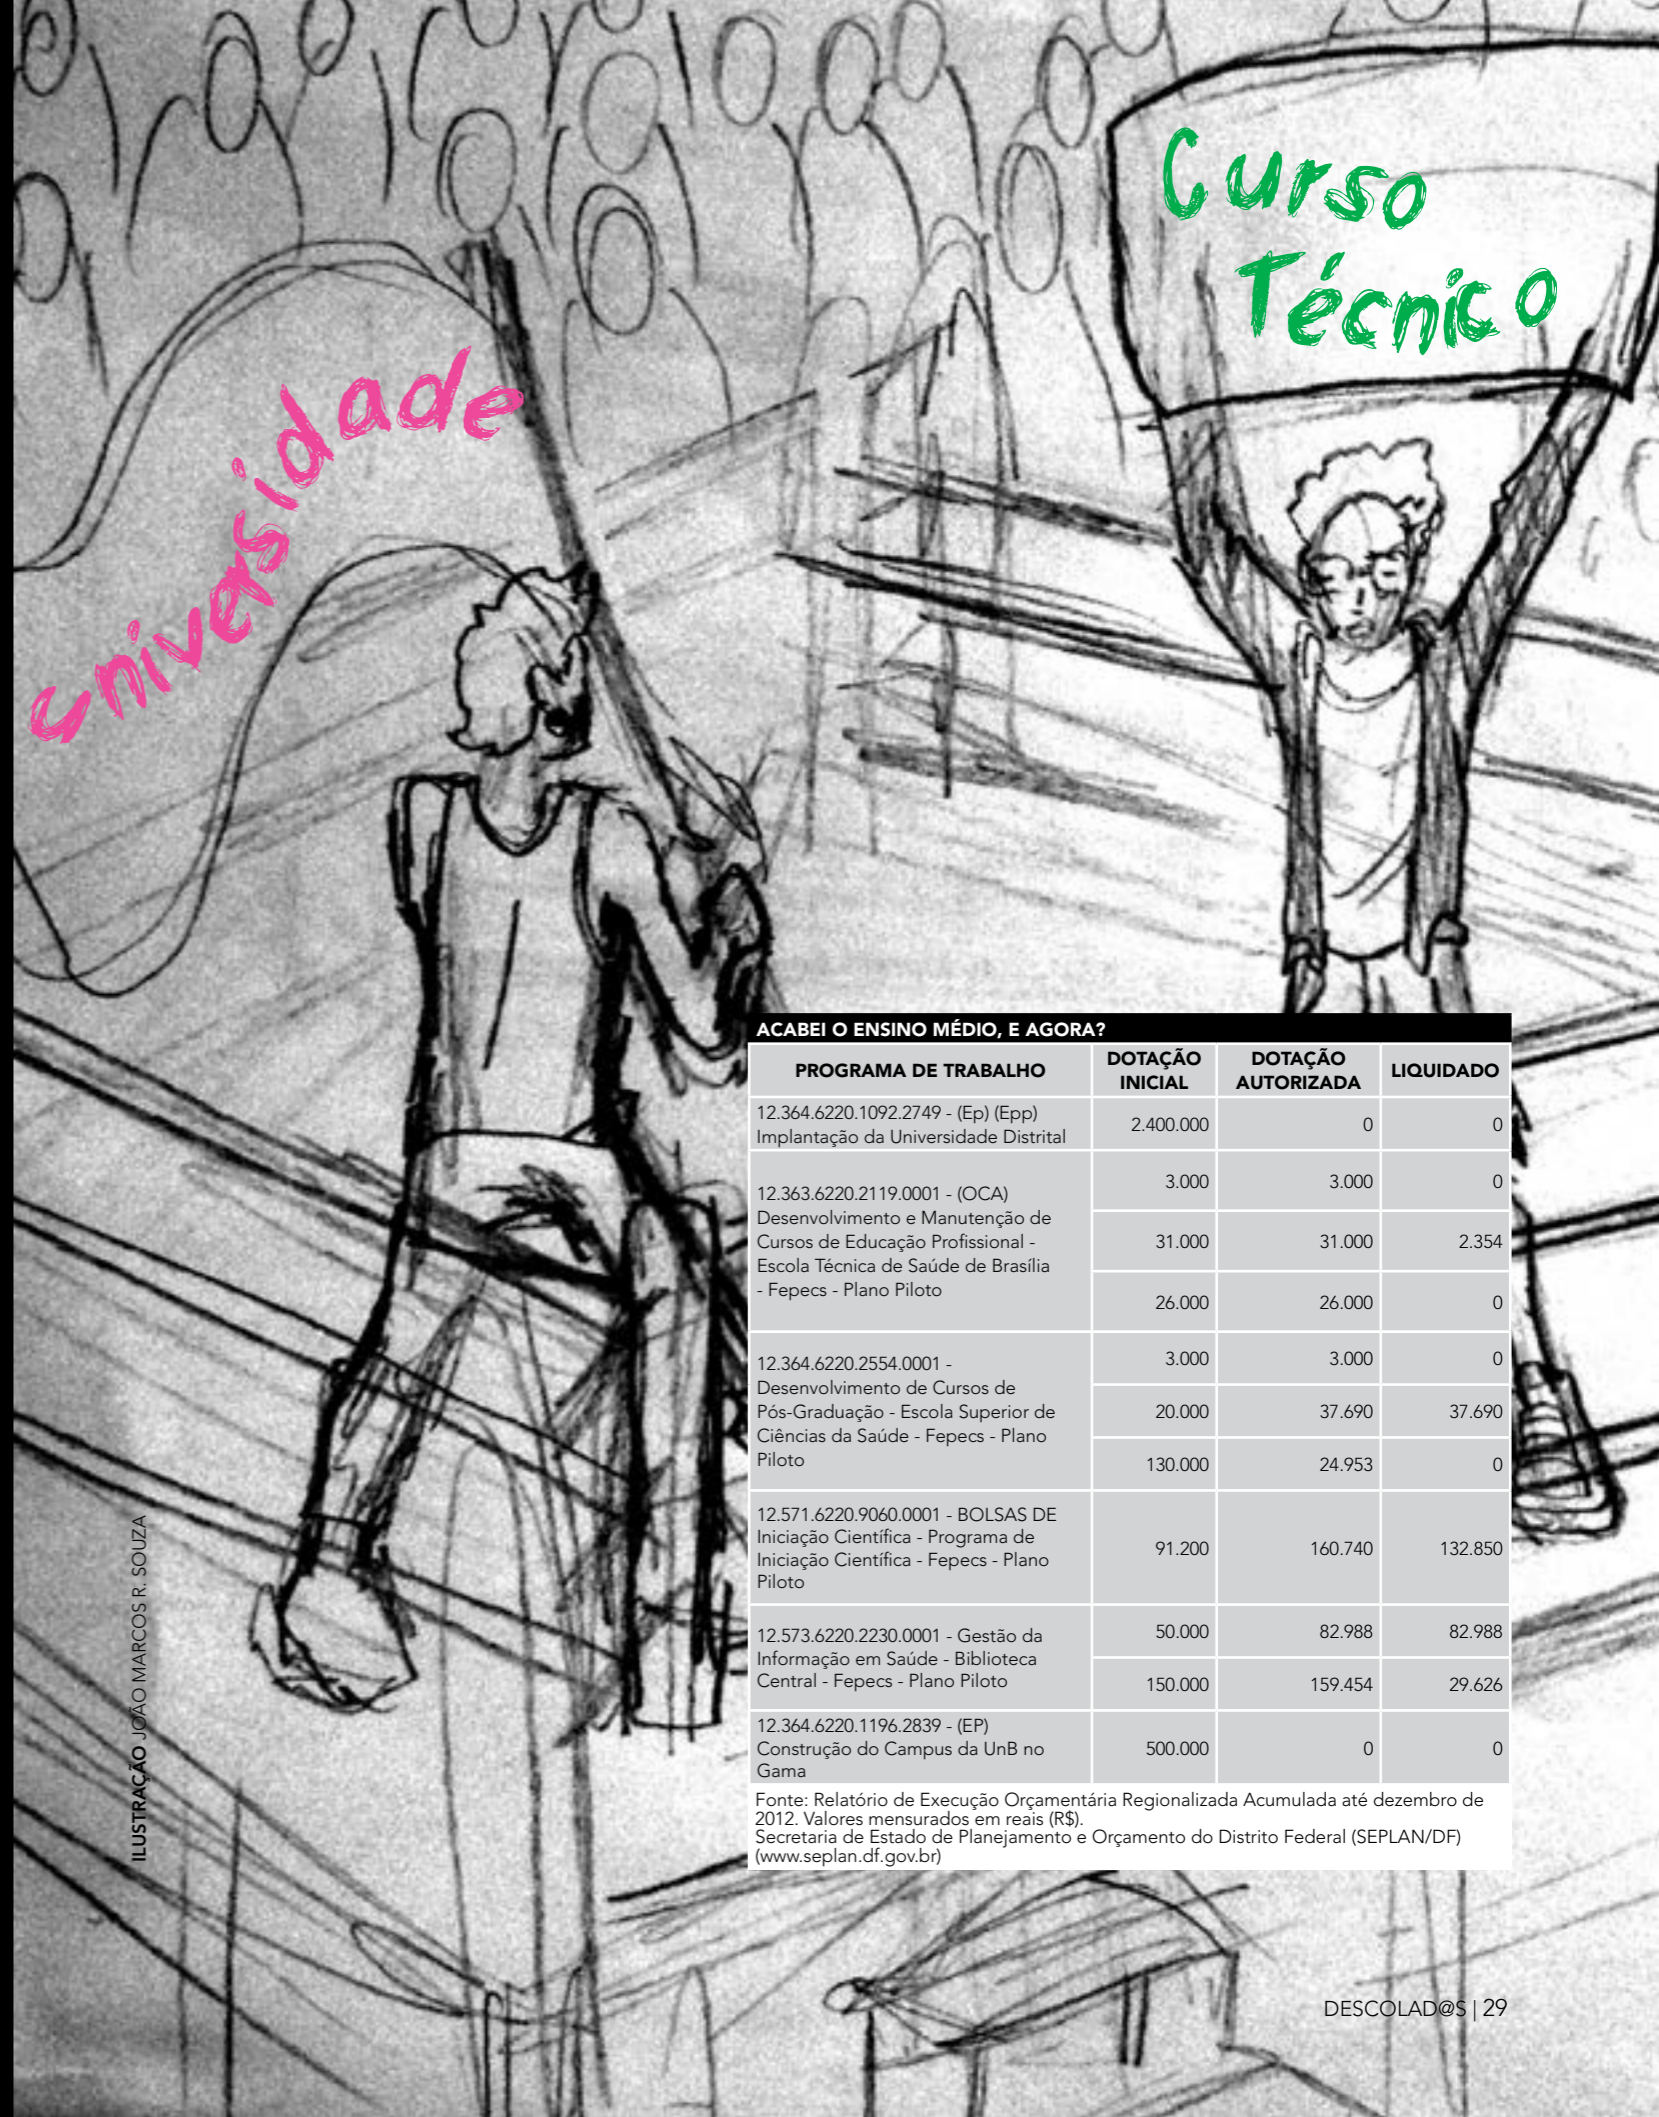 Curso
Técnico
universidade
ACABEI O ENSINO MÉDIO, E AGORA?
PROGRAMA DE TRABALHO DOTAÇÃO INICIAL DOTAÇÃO AUTORIZADA LIQUIDADO
12.364.6220.1092.2749 - (Ep) (Epp)
Implantação da Universidade Distrital
2.400.000 0 0
12.363.6220.2119.0001 - (OCA)
Desenvolvimento e Manutenção de
Cursos de Educação Profissional -
Escola Técnica de Saúde de Brasília
- Fepecs - Plano Piloto
3.000 3.000 0
31.000 31.000 2.354
26.000 26.000 0
12.364.6220.2554.0001 -
Desenvolvimento de Cursos de
Pós-Graduação - Escola Superior de
Ciências da Saúde - Fepecs - Plano
Piloto
3.000 3.000 0
20.000 37.690 37.690
130.000 24.953 0
12.571.6220.9060.0001 - BOLSAS DE
Iniciação Científica - Programa de
Iniciação Científica - Fepecs - Plano
Piloto
91.200 160.740 132.850
12.573.6220.2230.0001 - Gestão da
Informação em Saúde - Biblioteca
Central - Fepecs - Plano Piloto
50.000 82.988 82.988
150.000 159.454 29.626
12.364.6220.1196.2839 - (EP)
Construção do Campus da UnB no
Gama
500.000 0 0
Fonte: Relatório de Execução Orçamentária Regionalizada Acumulada até dezembro de
2012. Valores mensurados em reais (R$).
Secretaria de Estado de Planejamento e Orçamento do Distrito Federal (SEPLAN/DF)
(www.seplan.df.gov.br)
ILUSTRAÇÃO JOÃO MARCOS R. SOUZA
DESCOLAD@S | 29